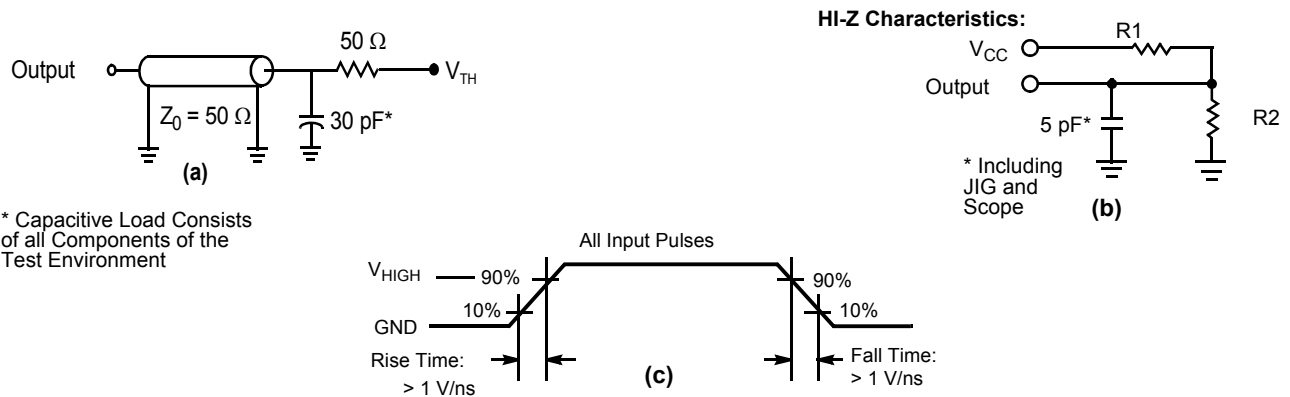 50 Ω
Output
V_TH
Z_0 = 50 Ω
30 pF*
(a)
* Capacitive Load Consists
of all Components of the
Test Environment
HI-Z Characteristics:
R1
V_CC
Output
R2
5 pF*
* Including
JIG and
Scope
(b)
All Input Pulses
V_HIGH
90%
90%
10%
10%
GND
Rise Time:
> 1 V/ns
(c)
Fall Time:
> 1 V/ns